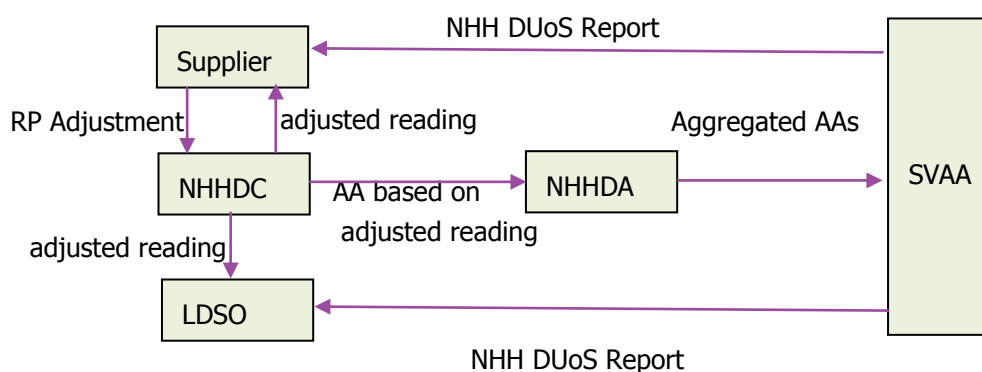 NHH DUoS Report
Supplier
RP Adjustment
adjusted reading
Aggregated AAs
NHHDC
AA based on
adjusted reading
NHHDA
SVAA
adjusted reading
LDSO
NHH DUoS Report